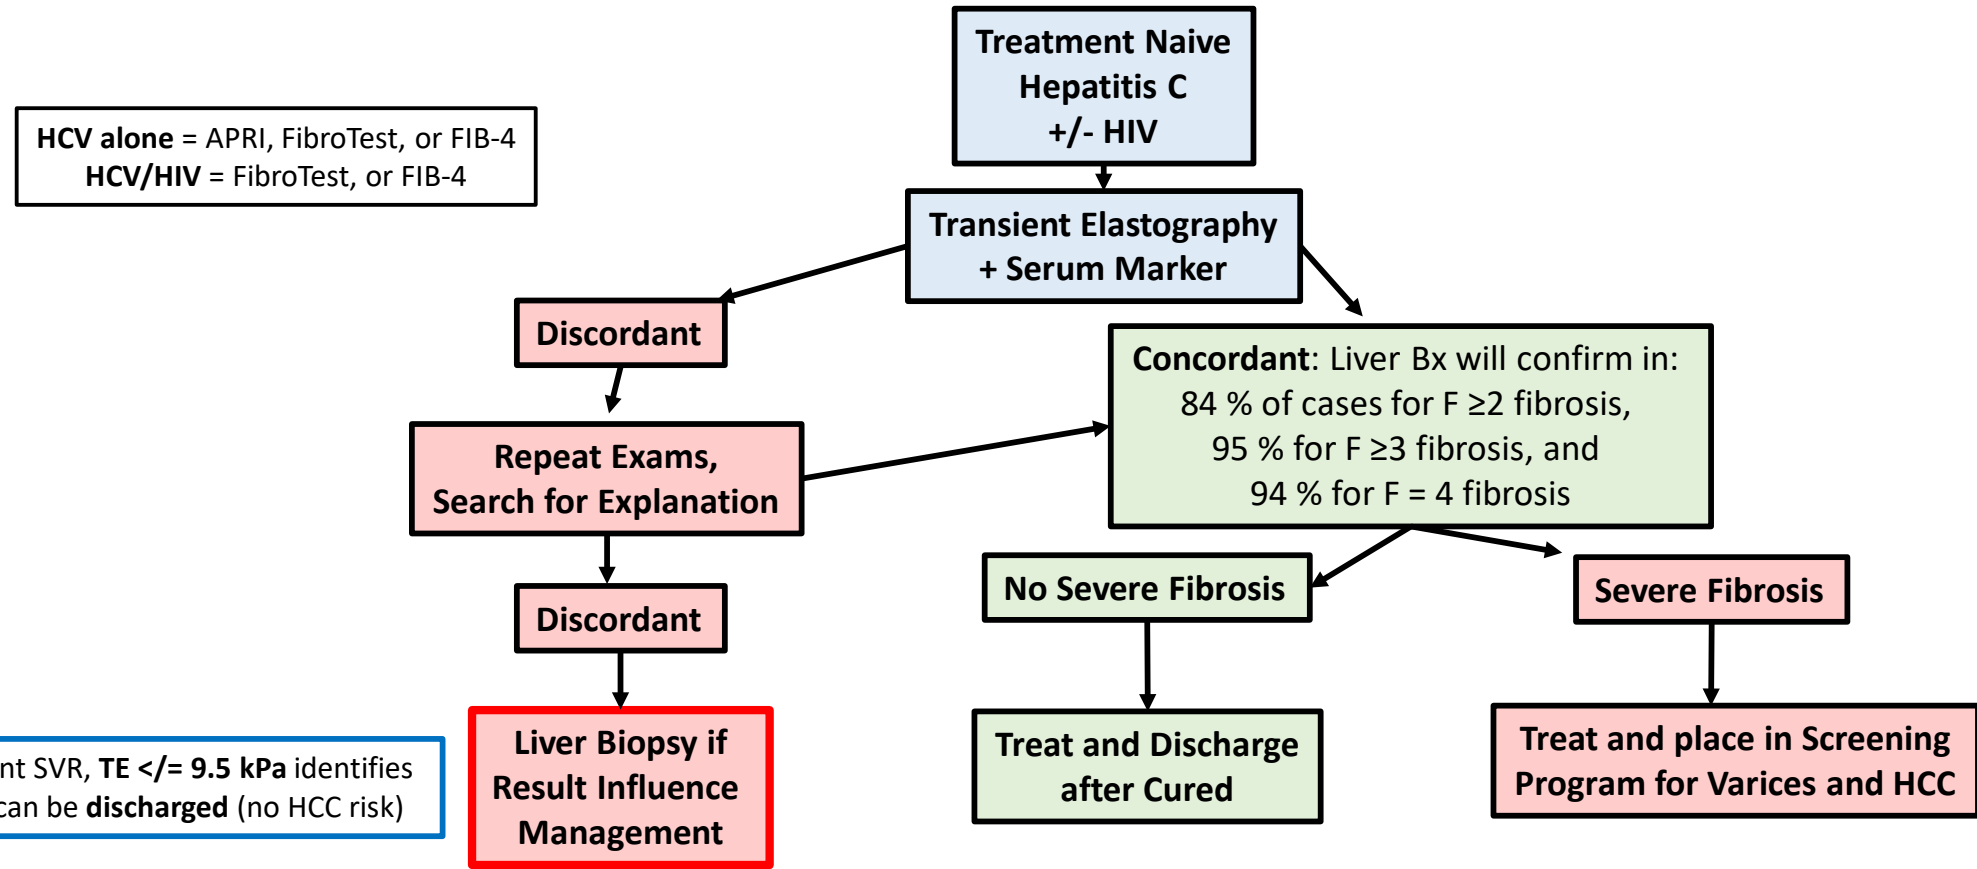 Treatment Naive
Hepatitis C
+/- HIV
HCV alone = APRI, FibroTest, or FIB-4
HCV/HIV = FibroTest, or FIB-4
Transient Elastography
+ Serum Marker
Discordant
Concordant: Liver Bx will confirm in:
84 % of cases for F ≥2 fibrosis,
95 % for F ≥3 fibrosis, and
94 % for F = 4 fibrosis
Repeat Exams,
Search for Explanation
No Severe Fibrosis
Severe Fibrosis
Discordant
Liver Biopsy if
Result Influence
Management
Treat and Discharge
after Cured
Treat and place in Screening
Program for Varices and HCC
SVR, TE </= 9.5 kPa identifies
can be discharged (no HCC risk)